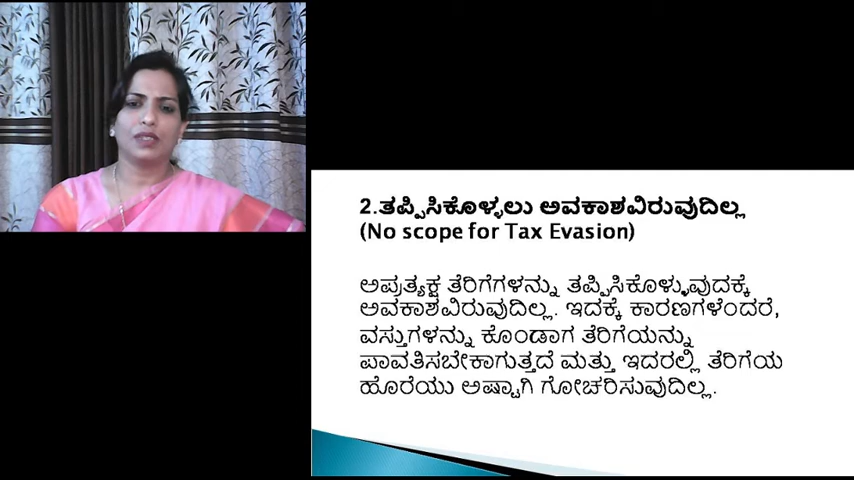 2.ತಪ್ಪಿಸಿಕೊಳ್ಳಲು ಅವಕಾಶವಿರುವುದಿಲ್ಲ
(No scope for Tax Evasion)
ಅಪ್ರತ್ಯಕ್ಷ ತೆರಿಗೆಗಳನ್ನು ತಪ್ಪಿಸಿಕೊಳ್ಳುವುದಕ್ಕೆ
ಅವಕಾಶವಿರುವುದಿಲ್ಲ. ಇದಕ್ಕೆ ಕಾರಣಗಳೆಂದರೆ,
ವಸ್ತುಗಳನ್ನು ಕೊಂಡಾಗ ತೆರಿಗೆಯನ್ನು
ಪಾವತಿಸಬೇಕಾಗುತ್ತದೆ ಮತ್ತು ಇದರಲ್ಲಿ ತೆರಿಗೆಯ
ಹೊರೆಯು ಅಷ್ಟಾಗಿ ಗೋಚರಿಸುವುದಿಲ್ಲ.